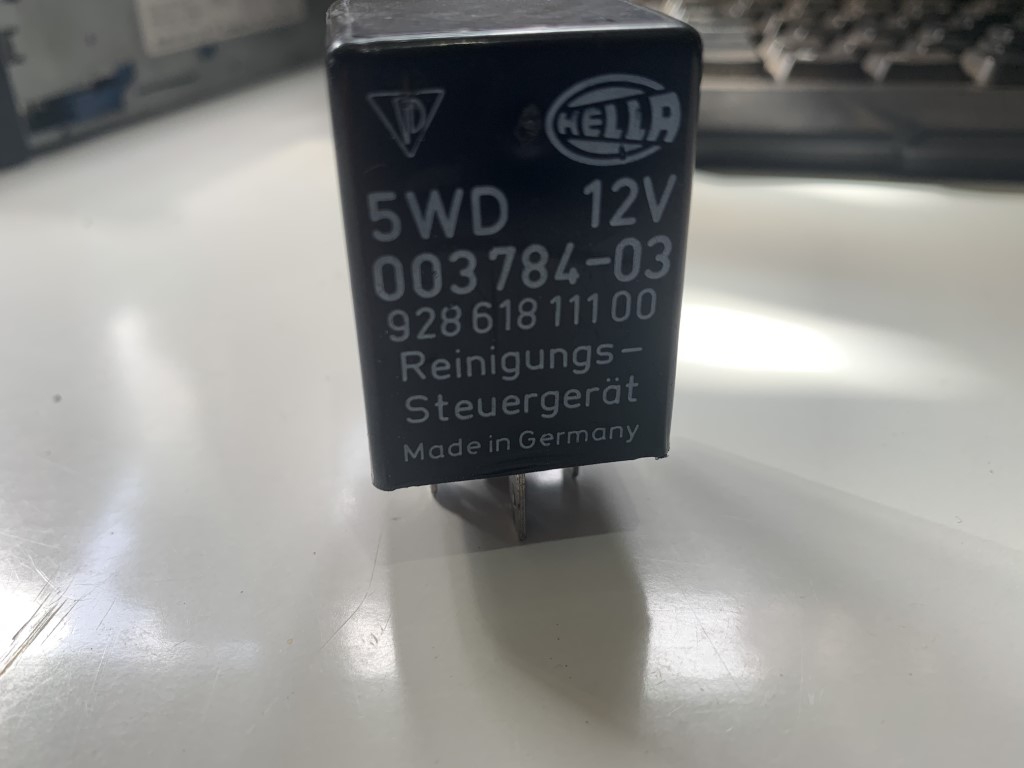 HELLA
5WD 12V
003784-03
928 618 111 00
Reinigungs-
Steuergerät
Made in Germany